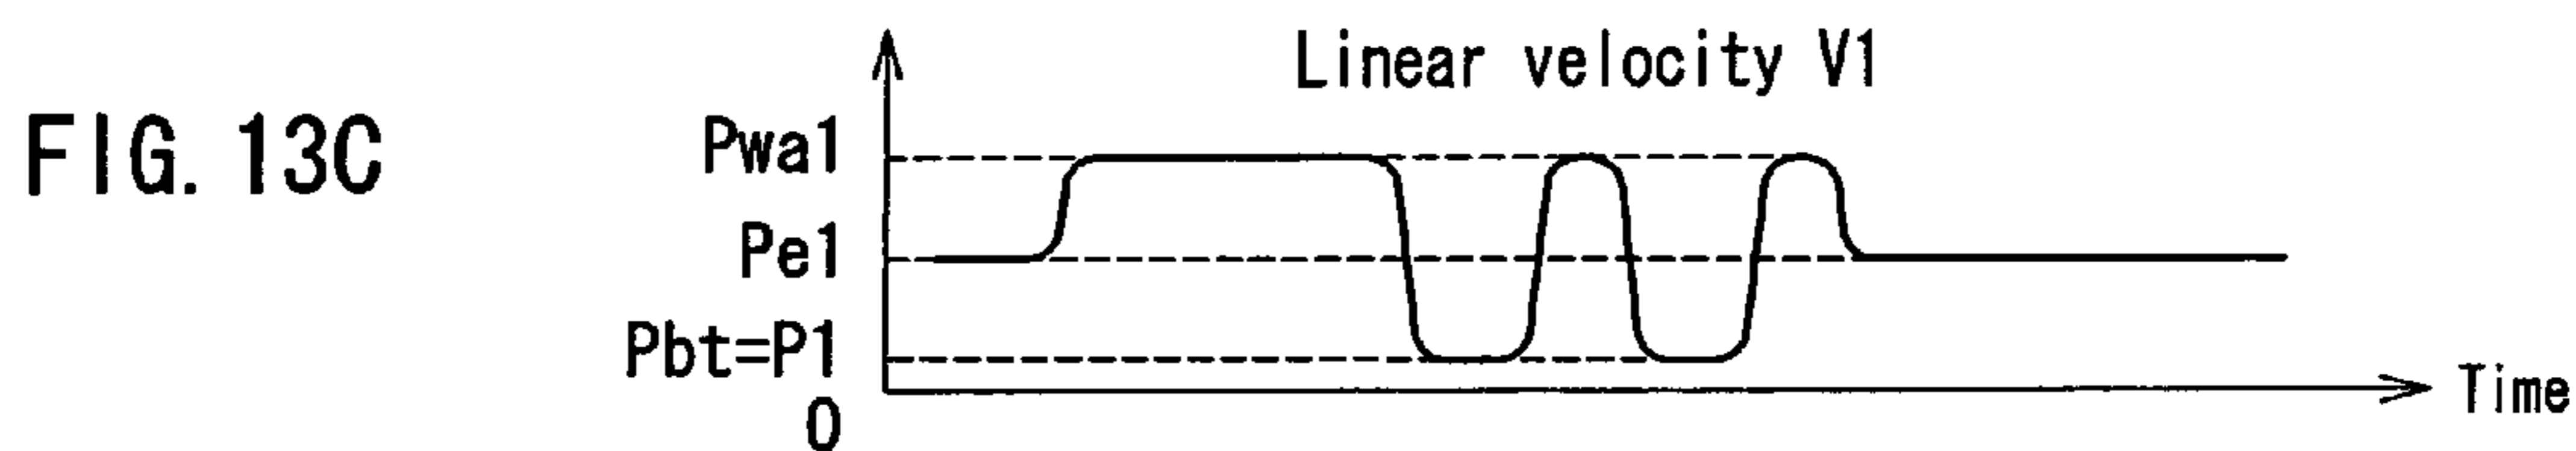 FIG. 13C
Linear velocity V1
Pwa1
Pe1
Pbt=P1
0
Time